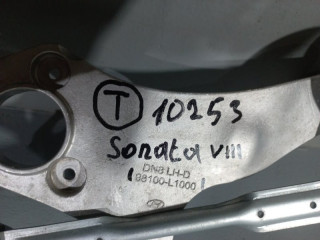 T 10253
Sonata VIII
DN8 LH-D
98100-L1000